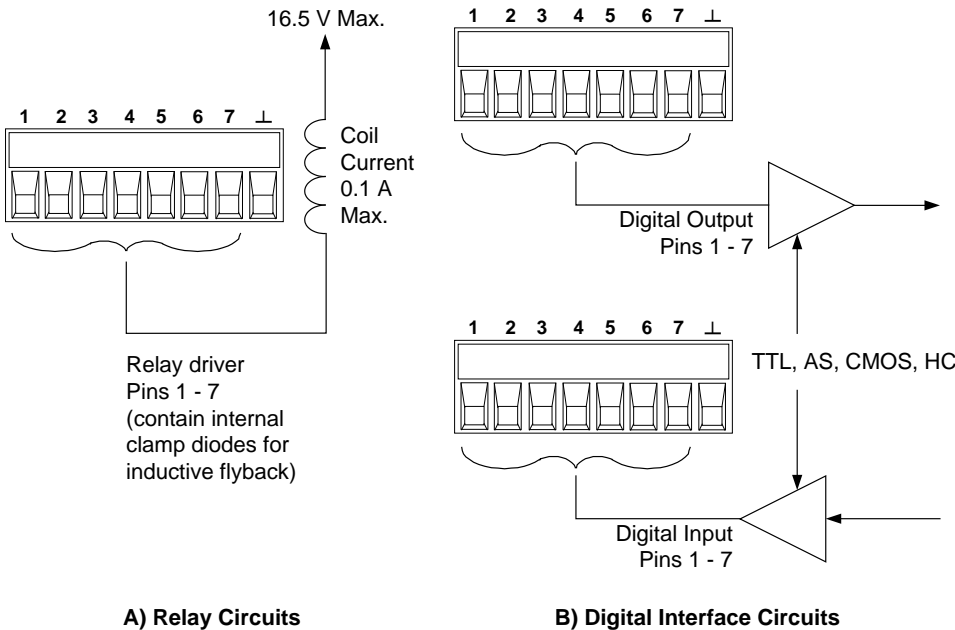 16.5 V Max.
1 2 3 4 5 6 7 ⊥
Coil
Current
0.1 A
Max.
Relay driver
Pins 1 - 7
(contain internal
clamp diodes for
inductive flyback)
A) Relay Circuits
1 2 3 4 5 6 7 ⊥
Digital Output
Pins 1 - 7
1 2 3 4 5 6 7 ⊥
TTL, AS, CMOS, HC
Digital Input
Pins 1 - 7
B) Digital Interface Circuits